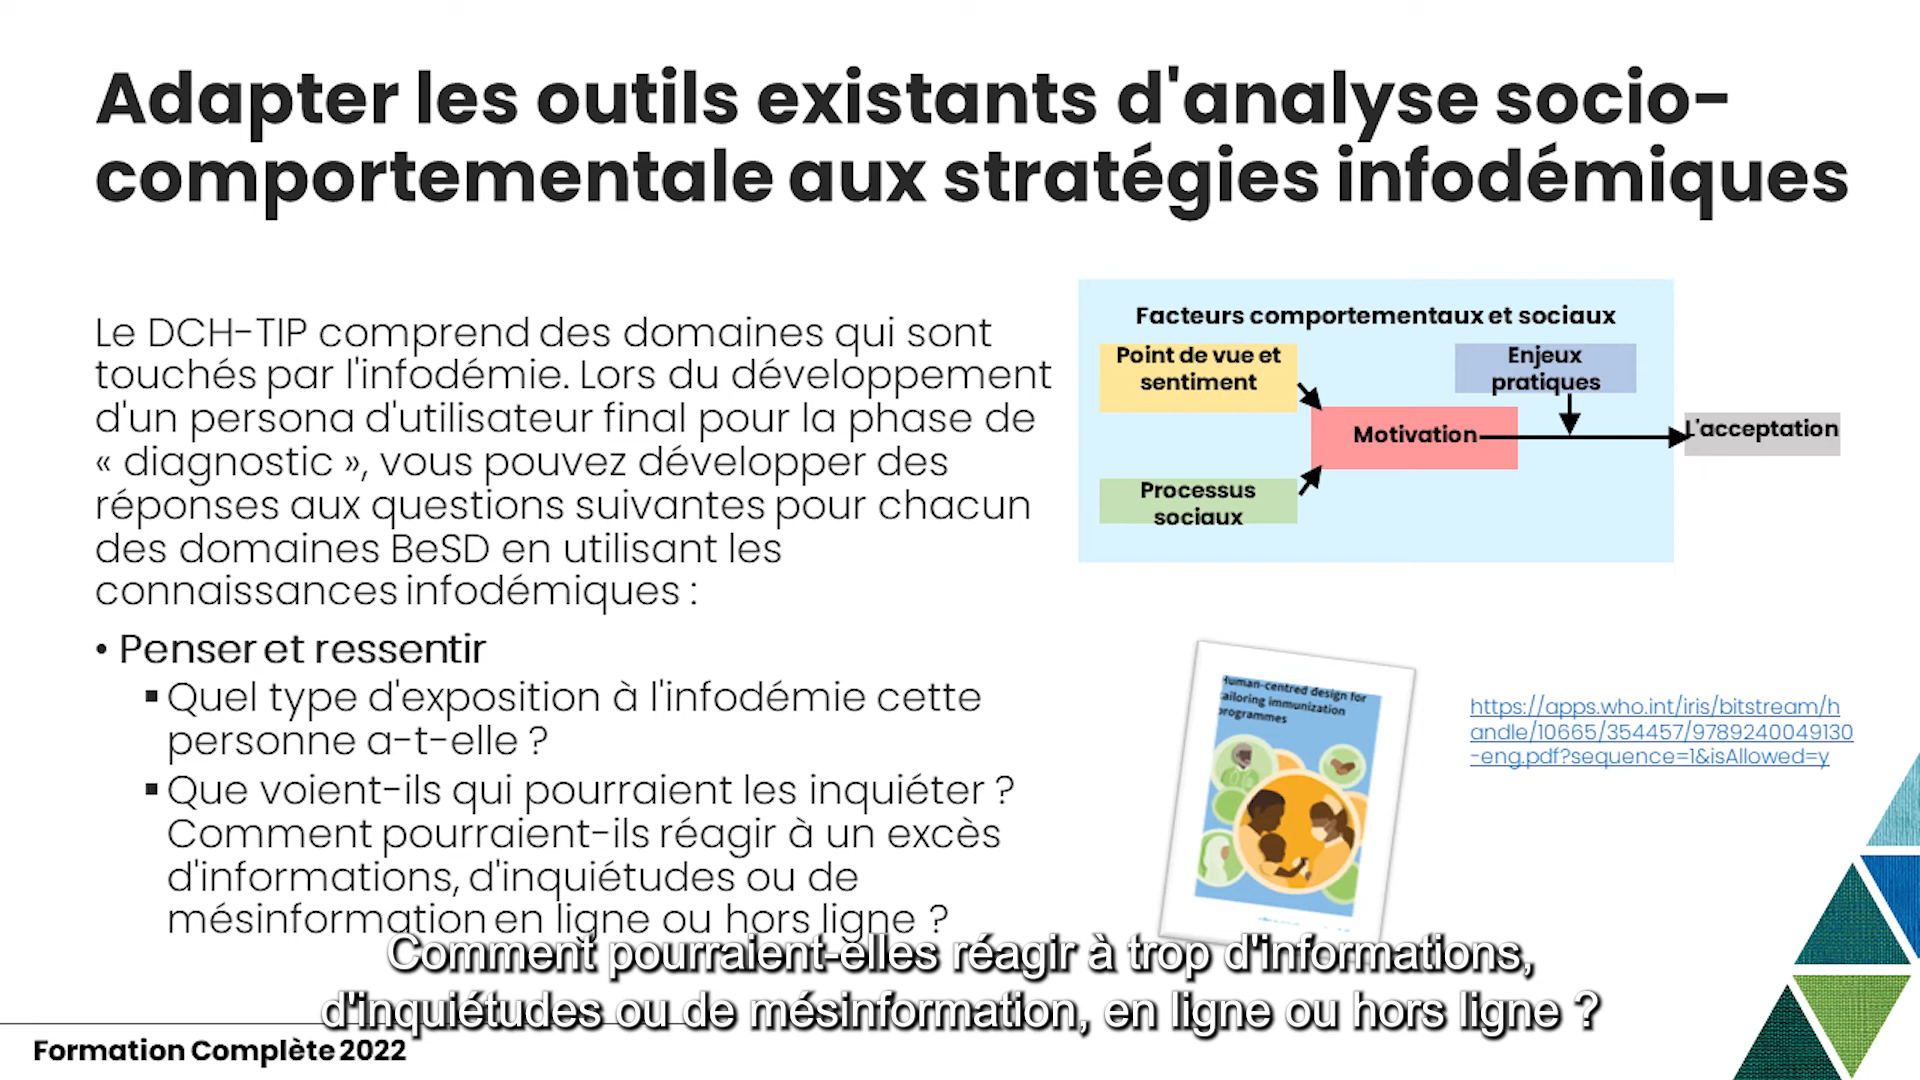 Adapter les outils existants d'analyse socio-
comportementale aux stratégies infodémiques
Le DCH-TIP comprend des domaines qui sont
touchés par l'infodémie. Lors du développement
d'un persona d'utilisateur final pour la phase de
« diagnostic », vous pouvez développer des
réponses aux questions suivantes pour chacun
des domaines BeSD en utilisant les
connaissances infodémiques :
• Penser et ressentir
▪ Quel type d'exposition à l'infodémie cette
personne a-t-elle ?
▪ Que voient-ils qui pourraient les inquiéter ?
Comment pourraient-ils réagir à un excès
d'informations, d'inquiétudes ou de
mésinformation en ligne ou hors ligne ?
Facteurs comportementaux et sociaux
Point de vue et
sentiment
Enjeux
pratiques
Motivation
L'acceptation
Processus
sociaux
Human-centred design for
tailoring immunization
programmes
https://apps.who.int/iris/bitstream/h
andle/10665/354457/9789240049130
-eng.pdf?sequence=1&isAllowed=y
Comment pourraient-elles réagir à trop d'informations,
d'inquiétudes ou de mésinformation, en ligne ou hors ligne ?
Formation Complète 2022